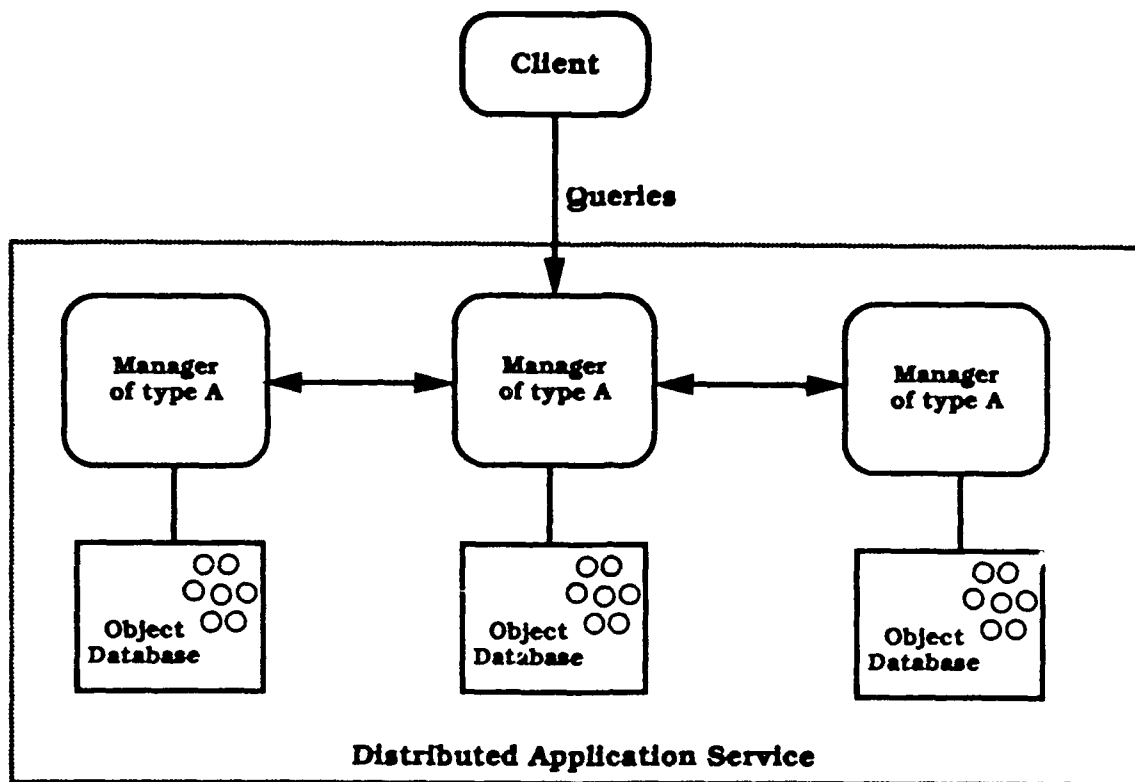 Client
Queries
Manager
of type A
Manager
of type A
Manager
of type A
Object
Database
Object
Database
Object
Database
Distributed Application Service